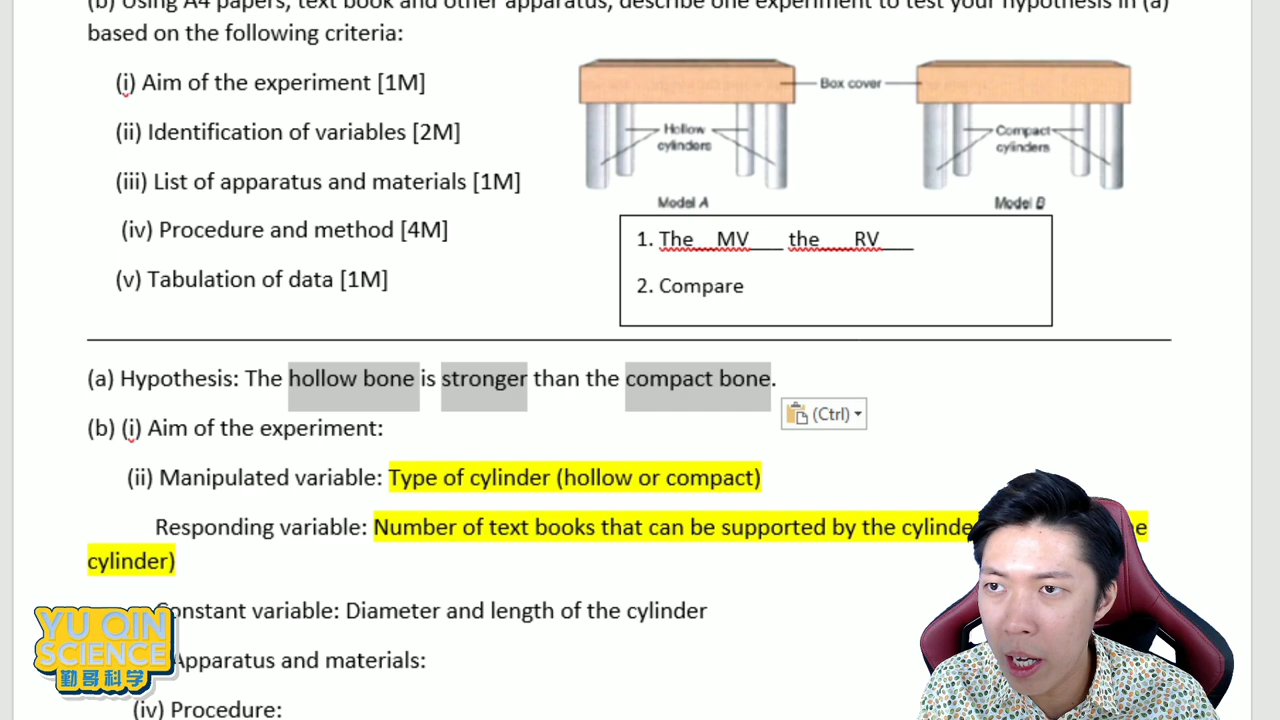 (b) Using A4 papers, text book and other apparatus, describe one experiment to test your hypothesis in (a)
based on the following criteria:
(i) Aim of the experiment [1M]
(ii) Identification of variables [2M]
(iii) List of apparatus and materials [1M]
(iv) Procedure and method [4M]
(v) Tabulation of data [1M]
Box cover
Hollow
cylinders
Compact
cylinders
Model A
Model B
1. The__MV___ the___RV___
2. Compare
(a) Hypothesis: The hollow bone is stronger than the compact bone.
(Ctrl)
(b) (i) Aim of the experiment:
(ii) Manipulated variable: Type of cylinder (hollow or compact)
Responding variable: Number of text books that can be supported by the
cylinder)
Constant variable: Diameter and length of the cylinder
Apparatus and materials:
(iv) Procedure:
YU QIN
SCIENCE
勤哥科学